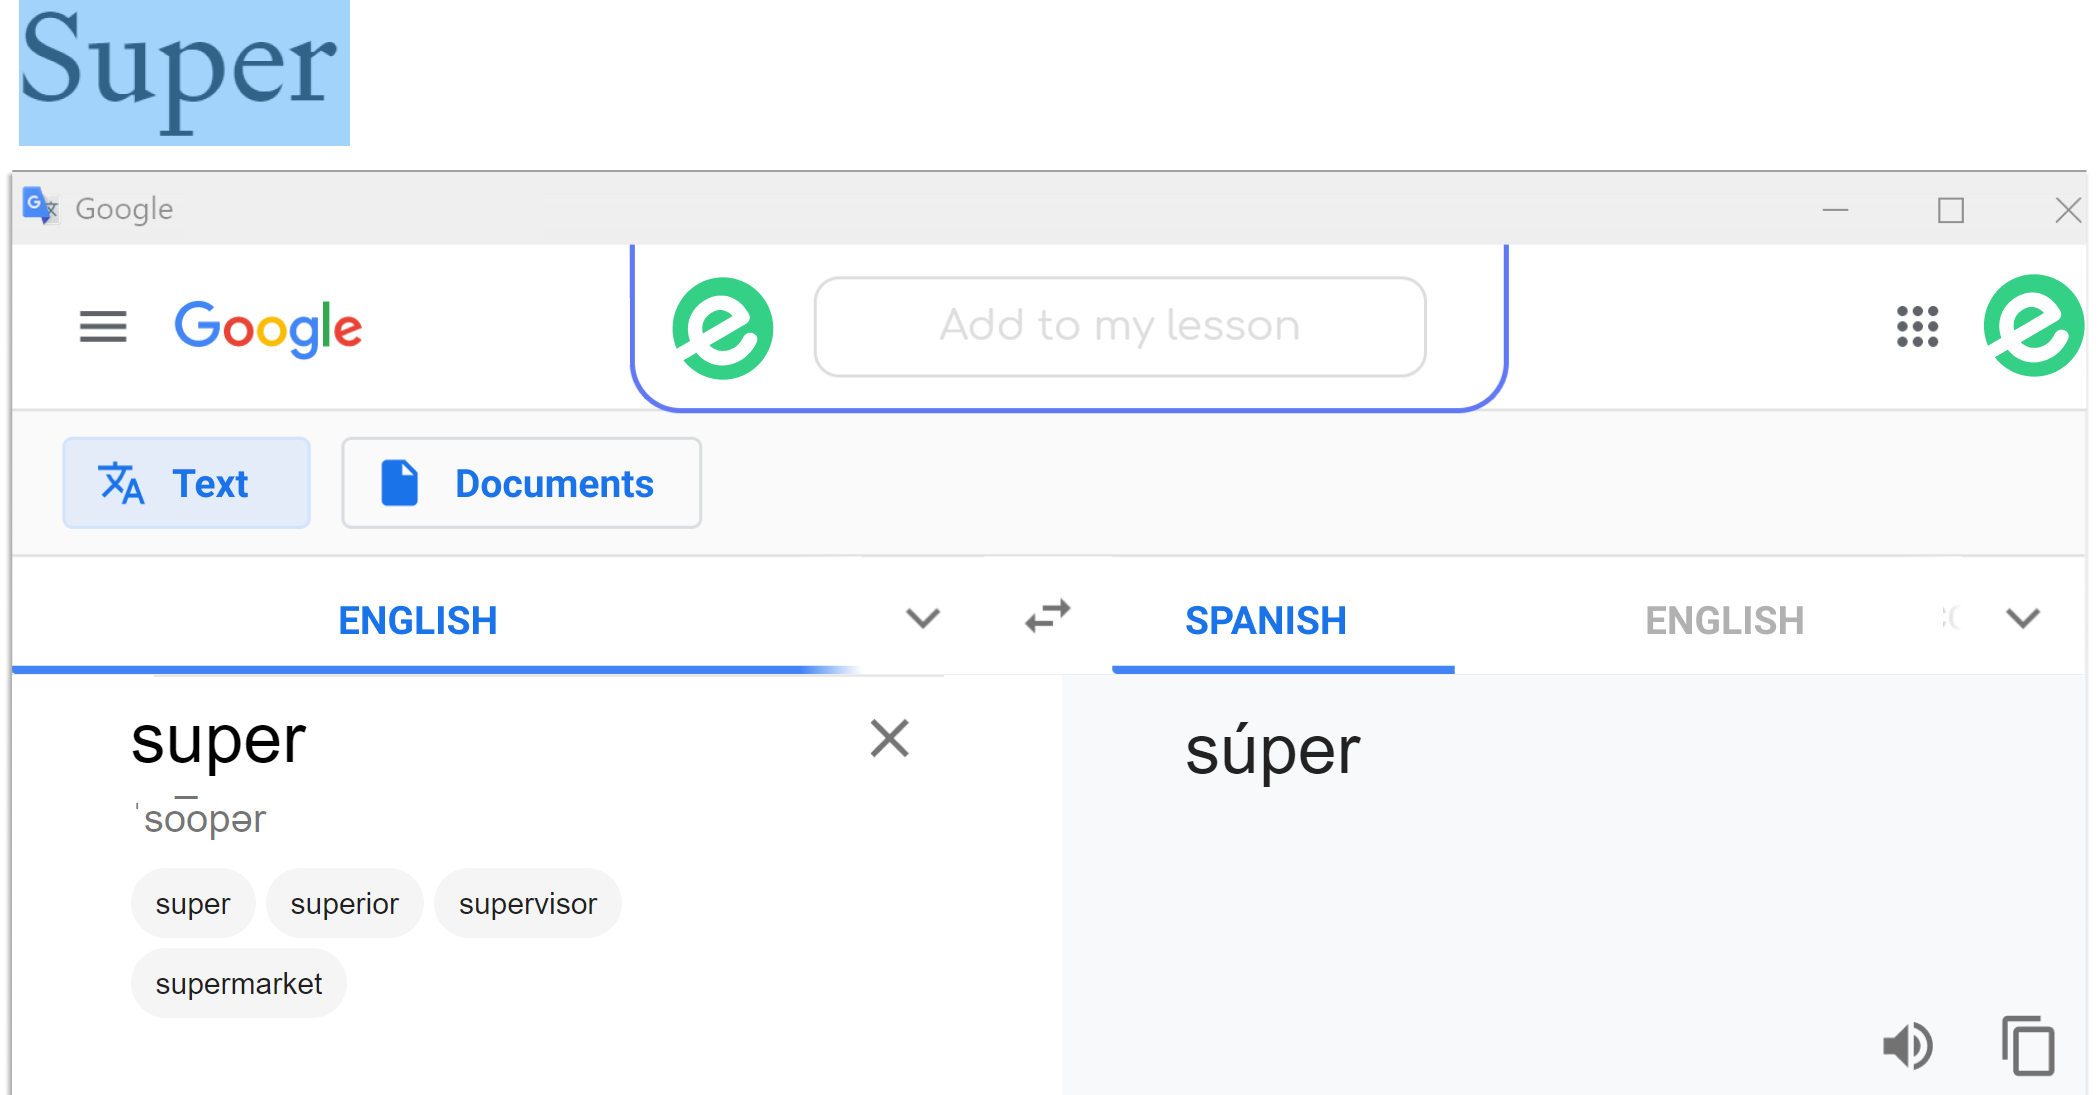 Super
Google
Google
Add to my lesson
Text Documents
ENGLISH SPANISH ENGLISH
super súper
ˈso͞opər
super superior supervisor
supermarket